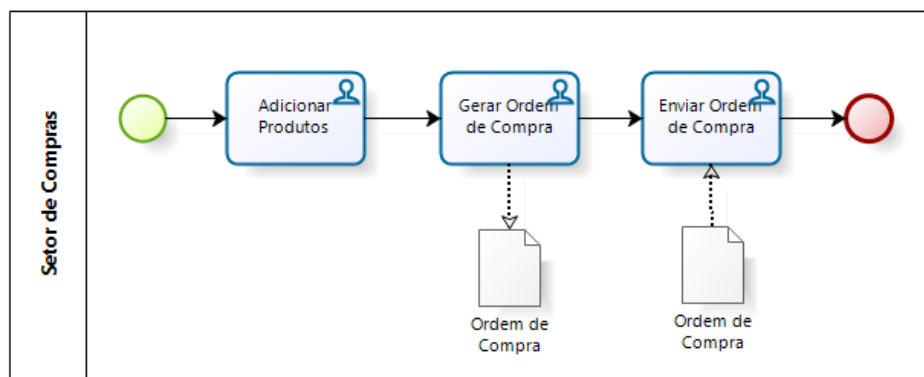 Setor de Compras
Adicionar
Produtos
Gerar Ordem
de Compra
Enviar Ordem
de Compra
Ordem de
Compra
Ordem de
Compra